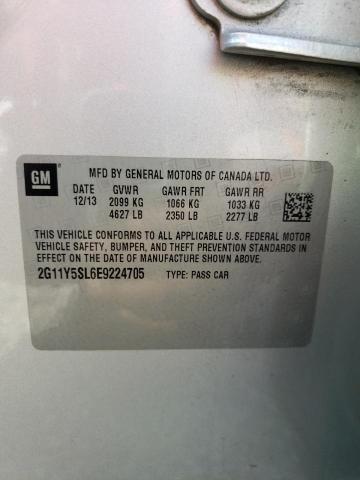 GM
MFD BY GENERAL MOTORS OF CANADA LTD.
DATE GVWR GAWR FRT GAWR RR
12/13 2099 KG 1066 KG 1033 KG
4627 LB 2350 LB 2277 LB
THIS VEHICLE CONFORMS TO ALL APPLICABLE U.S. FEDERAL MOTOR
VEHICLE SAFETY, BUMPER, AND THEFT PREVENTION STANDARDS IN
EFFECT ON THE DATE OF MANUFACTURE SHOWN ABOVE.
2G11Y5SL6E9224705 TYPE: PASS CAR